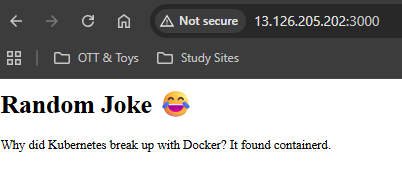 Not secure 13.126.205.202:3000
OTT & Toys Study Sites
Random Joke 😂
Why did Kubernetes break up with Docker? It found containerd.